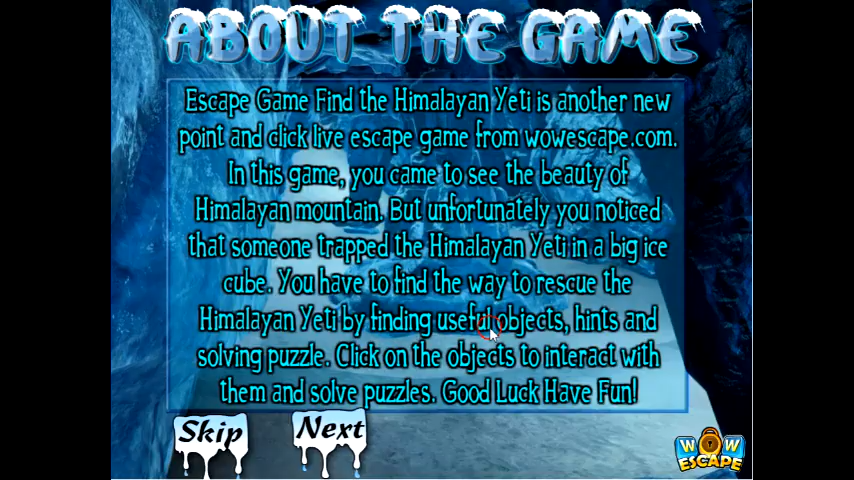 ABOUT THE GAME
Escape Game Find the Himalayan Yeti is another new
point and click live escape game from wowescape.com.
In this game, you came to see the beauty of
Himalayan mountain. But unfortunately you noticed
that someone trapped the Himalayan Yeti in a big ice
cube. You have to find the way to rescue the
Himalayan Yeti by finding useful objects, hints and
solving puzzle. Click on the objects to interact with
them and solve puzzles. Good Luck Have Fun!
Skip
Next
WOW
ESCAPE